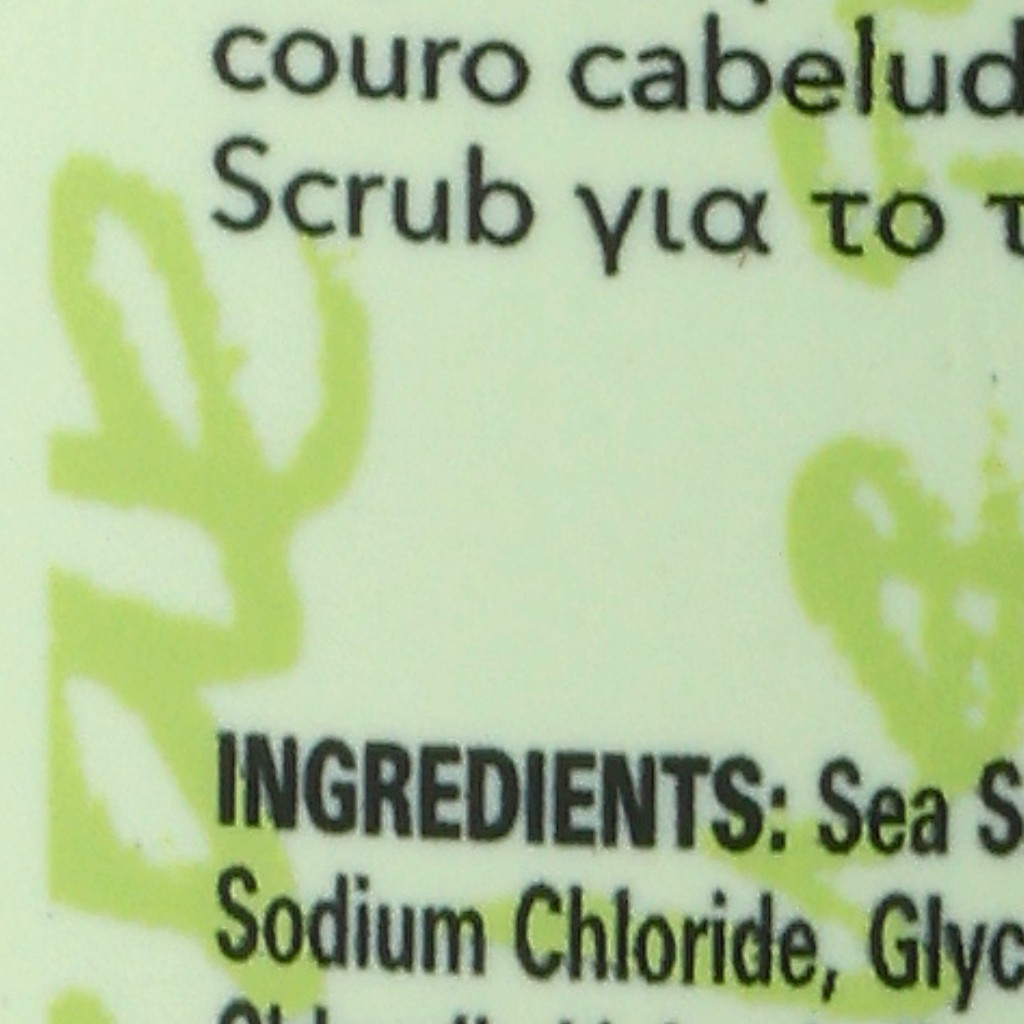 couro cabelud
Scrub για το τ
INGREDIENTS: Sea S
Sodium Chloride, Glyc